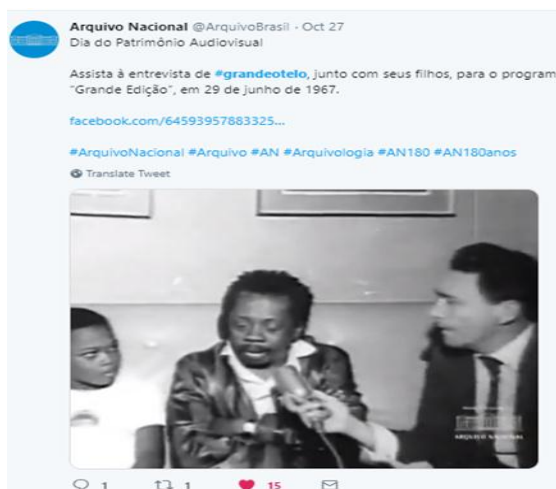 Arquivo Nacional @ArquivoBrasil · Oct 27
Dia do Patrimônio Audiovisual
Assista à entrevista de #grandeotelo, junto com seus filhos, para o program
"Grande Edição", em 29 de junho de 1967.
facebook.com/64593957883325...
#ArquivoNacional #Arquivo #AN #Arquivologia #AN180 #AN180anos
Translate Tweet
ARQUIVO NACIONAL
1 1 15